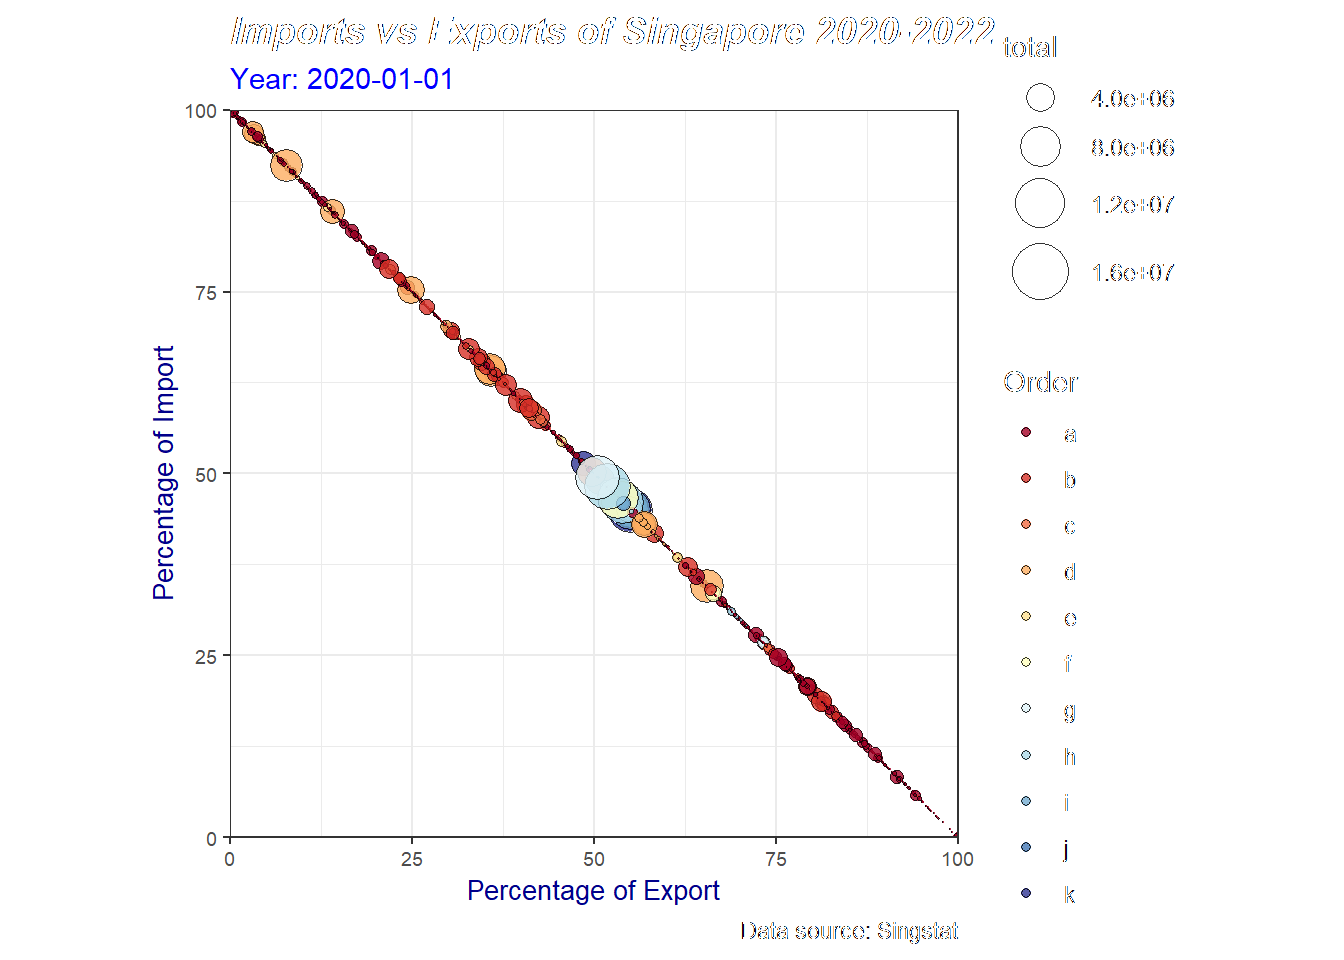 Imports vs Exports of Singapore 2020-2022
Year: 2020-01-01
total
4.0e+06
8.0e+06
1.2e+07
1.6e+07
Order
a
b
c
d
e
f
g
h
i
j
k
Percentage of Import
100
75
50
25
0
0 25 50 75 100
Percentage of Export
Data source: Singstat